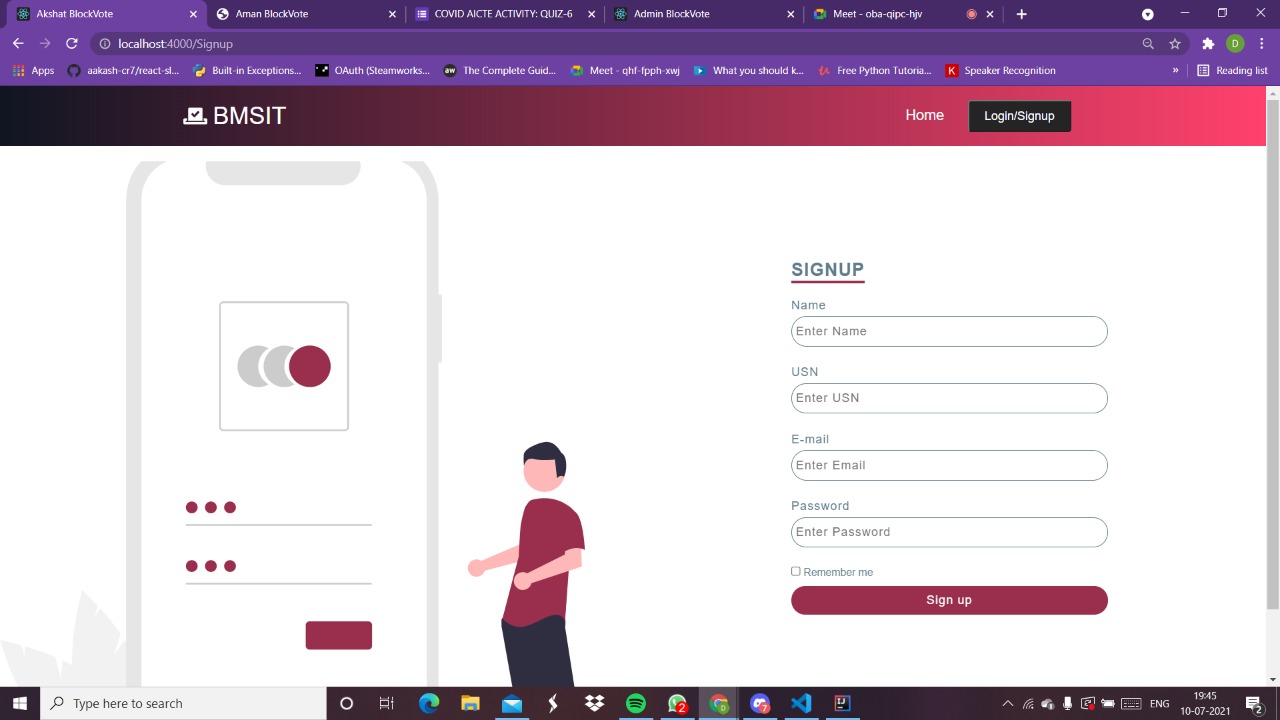 Akshat BlockVote
Aman BlockVote
COVID AICTE ACTIVITY: QUIZ-6
Admin BlockVote
Meet - oba-qipc-hjv
localhost:4000/Signup
D
Apps
aakash-cr7/react-sl...
Built-in Exceptions...
OAuth (Steamworks...
aw
The Complete Guid...
Meet - qhf-fpph-xwj
What you should k...
Free Python Tutoria...
K
Speaker Recognition
»
Reading list
BMSIT
Home
Login/Signup
SIGNUP
Name
Enter Name
USN
Enter USN
E-mail
Enter Email
Password
Enter Password
Remember me
Sign up
Type here to search
2
7
ENG
19:45
10-07-2021
2